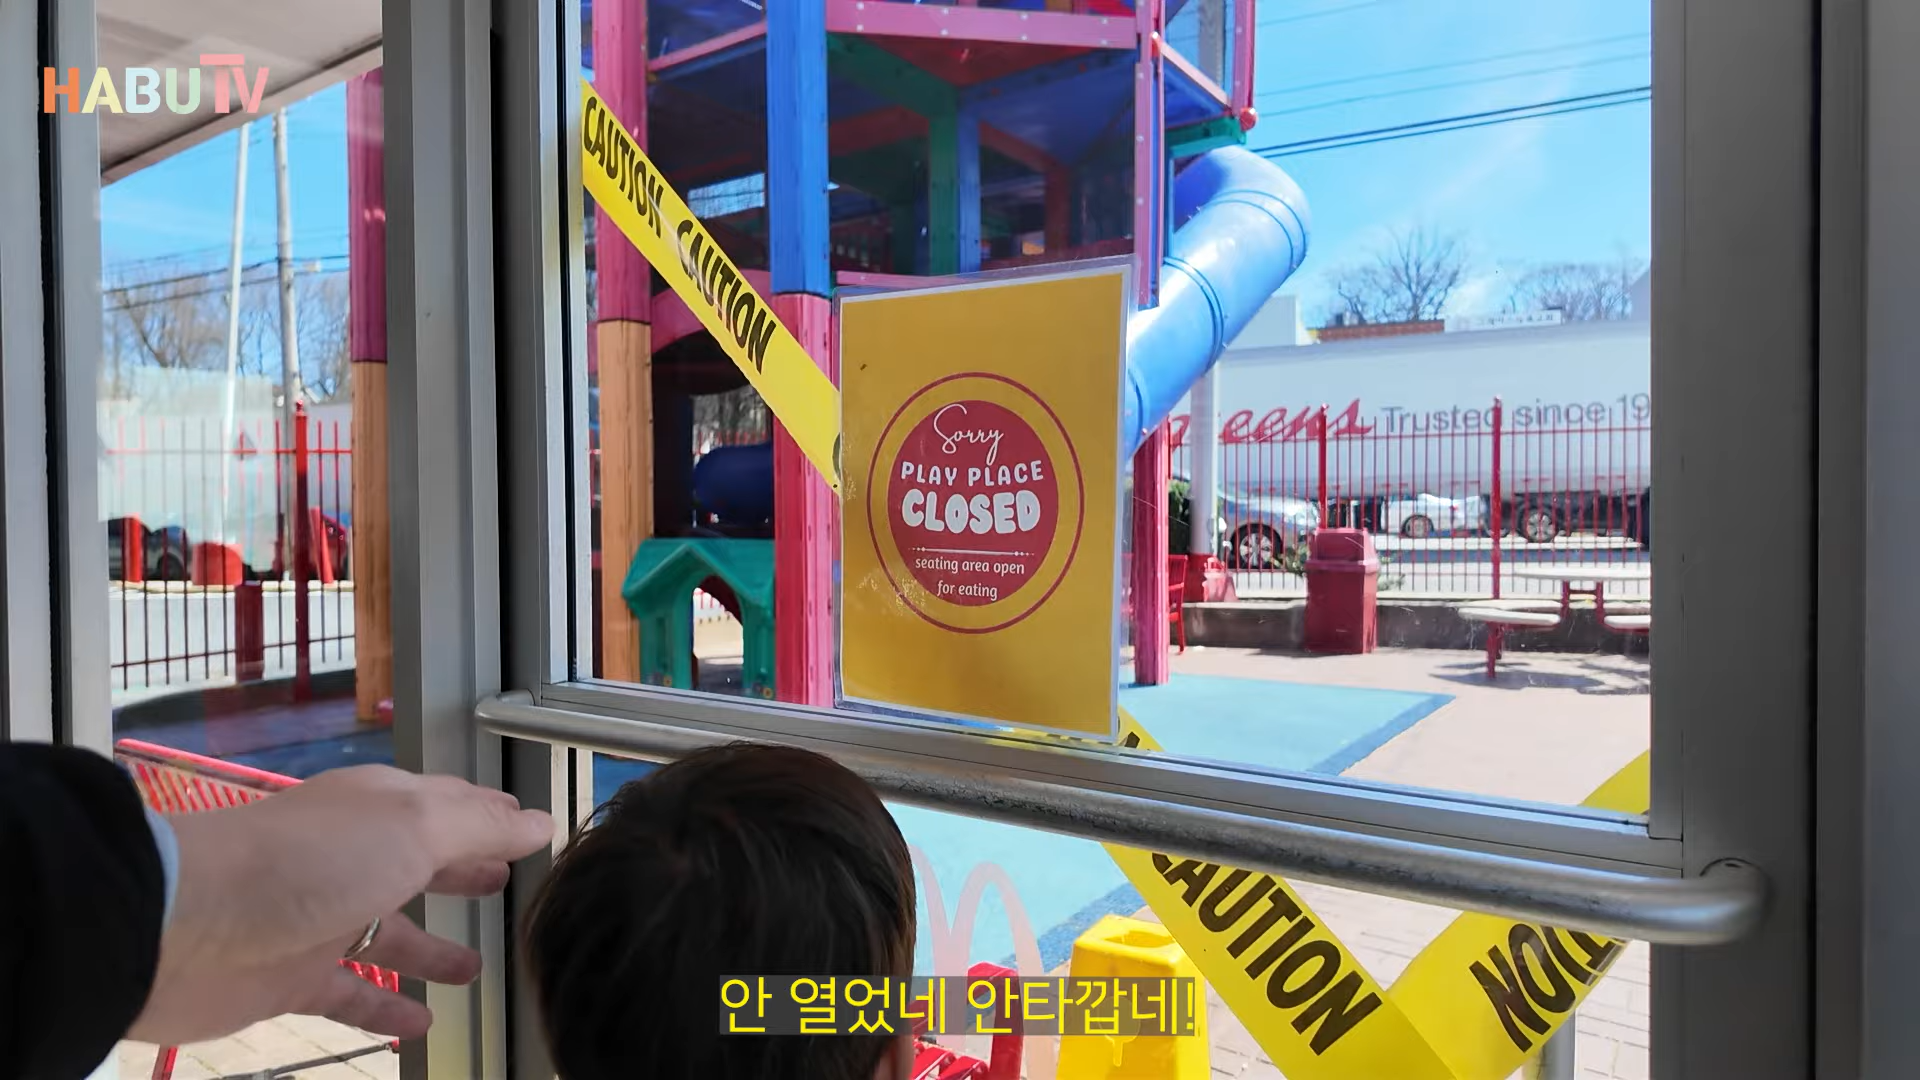 HABU TV
CAUTION CAUTION
Sorry
PLAY PLACE
CLOSED
seating area open
for eating
Trusted since 19
CAUTION
안 열었네 안타깝네!